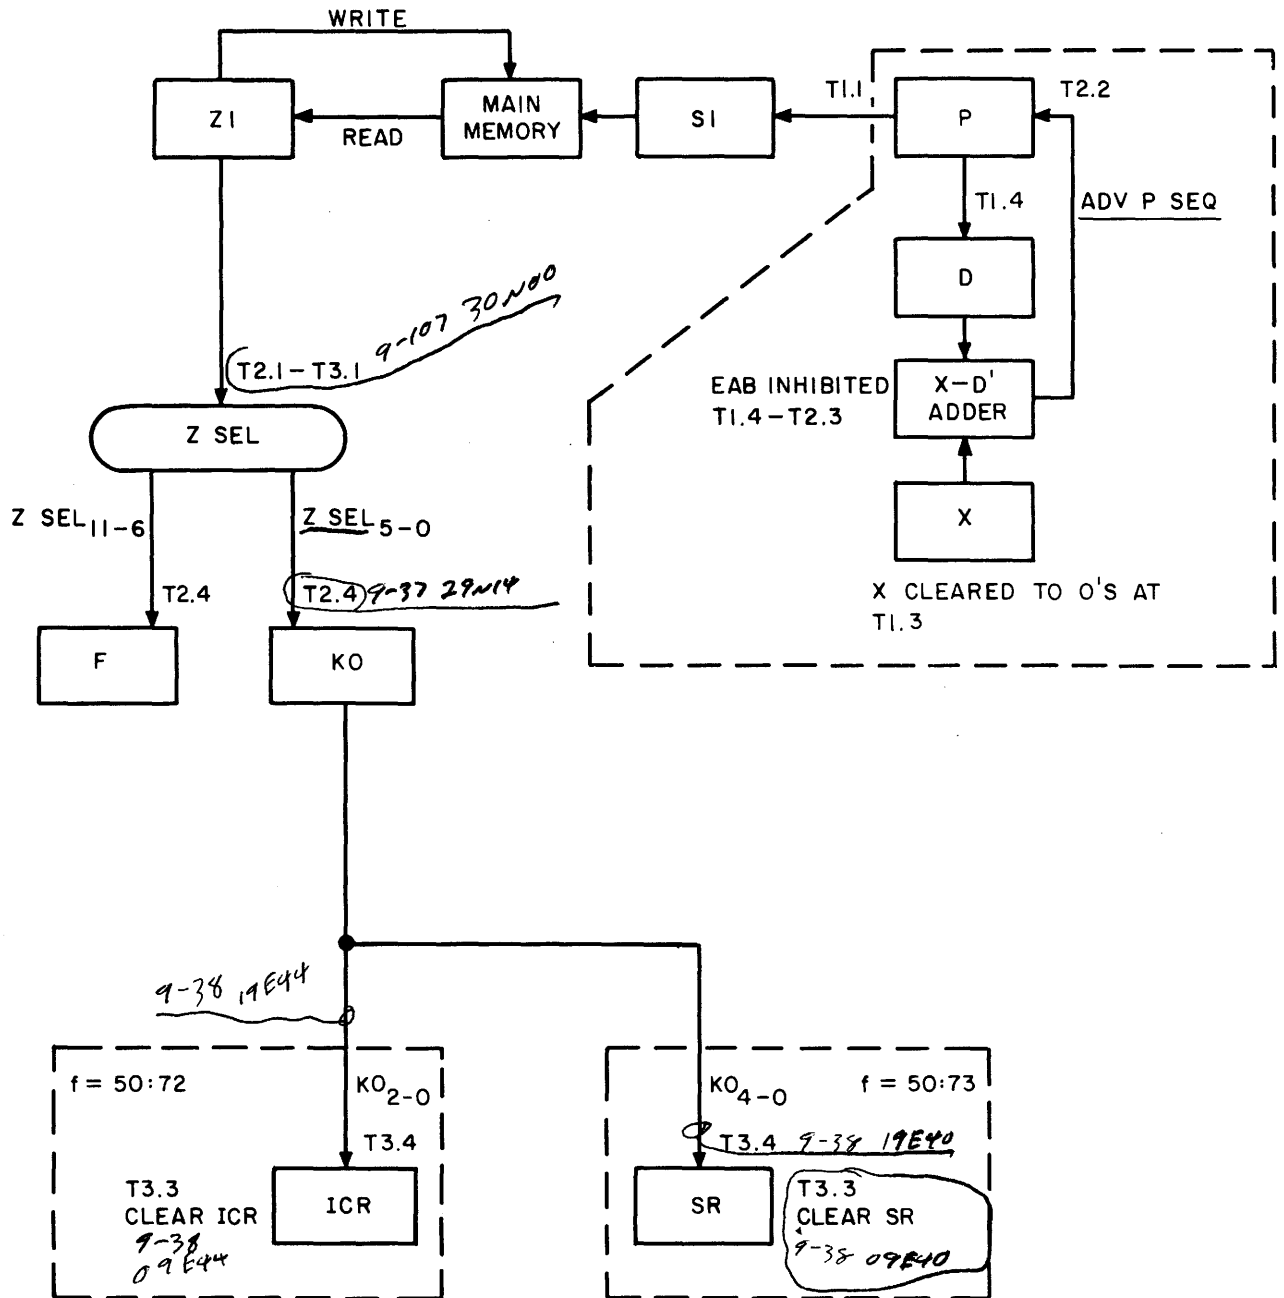 WRITE
Z1
READ
MAIN
MEMORY
S1
T1.1
P
T2.2
T1.4
ADV P SEQ
D
EAB INHIBITED
T1.4-T2.3
X-D'
ADDER
X
X CLEARED TO 0'S AT
T1.3
T2.1-T3.1 9-107 30N00
Z SEL
Z SEL11-6
Z SEL5-0
T2.4
T2.4 9-37 29N14
F
K0
9-38 19E44
f = 50:72
K02-0
T3.4
T3.3
CLEAR ICR
9-38
09E44
ICR
K04-0
f = 50:73
T3.4 9-38 19E40
SR
T3.3
CLEAR SR
9-38 09E40